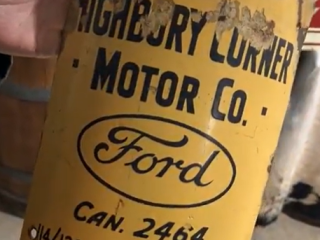 HIGHBURY CORNER
· MOTOR CO. ·
Ford
CAN. 2464